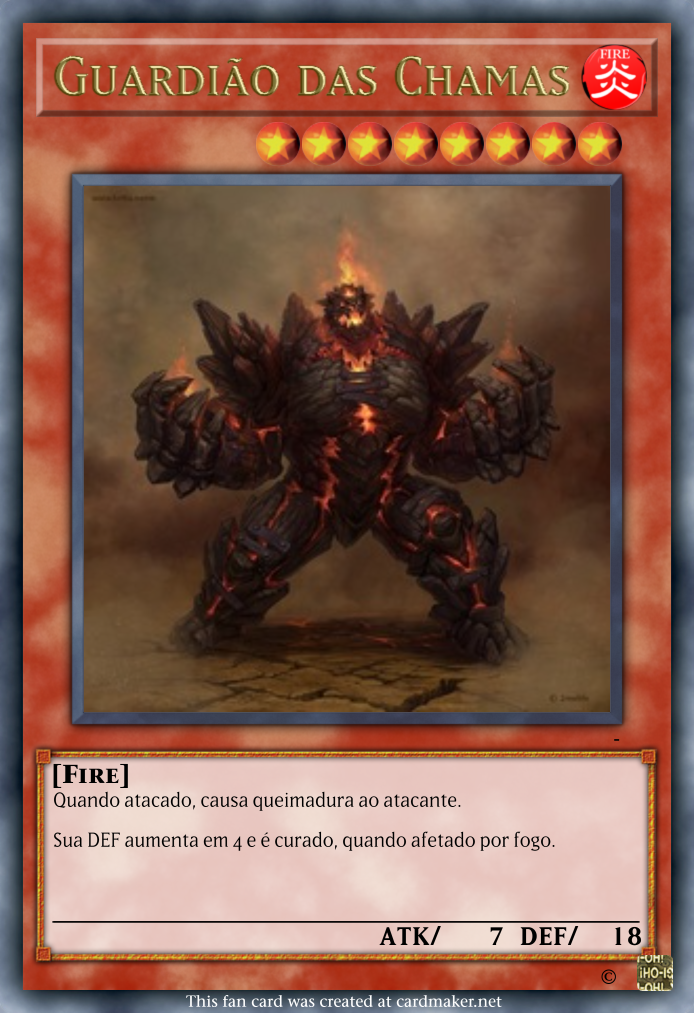 Guardião das Chamas
FIRE
炎
-
[Fire]
Quando atacado, causa queimadura ao atacante.
Sua DEF aumenta em 4 e é curado, quando afetado por fogo.
ATK/ 7 DEF/ 18
©
This fan card was created at cardmaker.net